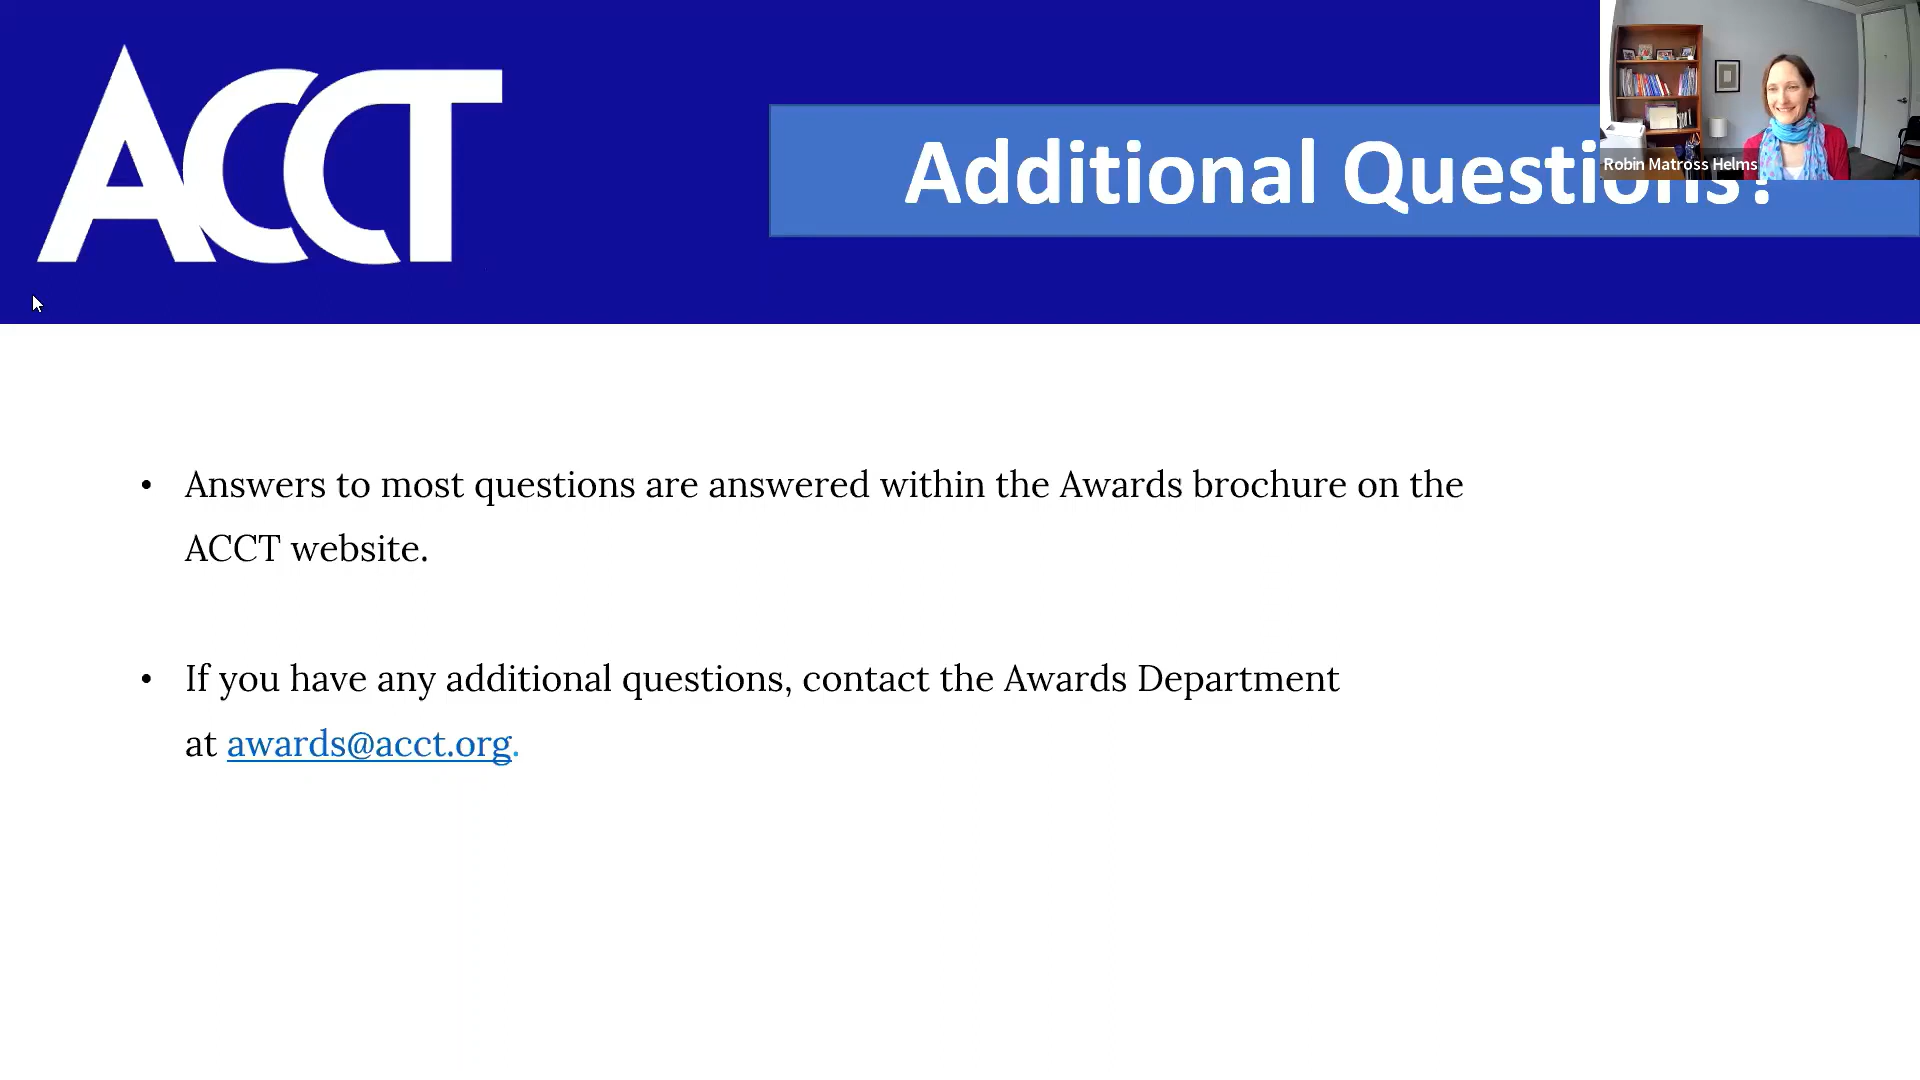 ACCT
Additional Questions?
Robin Matross Helms
• Answers to most questions are answered within the Awards brochure on the
ACCT website.
• If you have any additional questions, contact the Awards Department
at awards@acct.org.